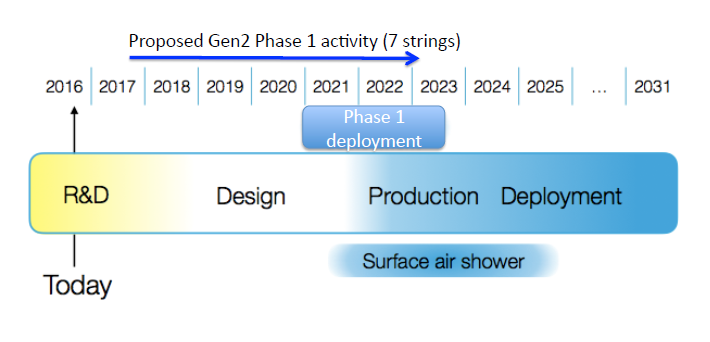 Proposed Gen2 Phase 1 activity (7 strings)
2016 2017 2018 2019 2020 2021 2022 2023 2024 2025 ... 2031
Phase 1
deployment
R&D Design Production Deployment
Surface air shower
Today